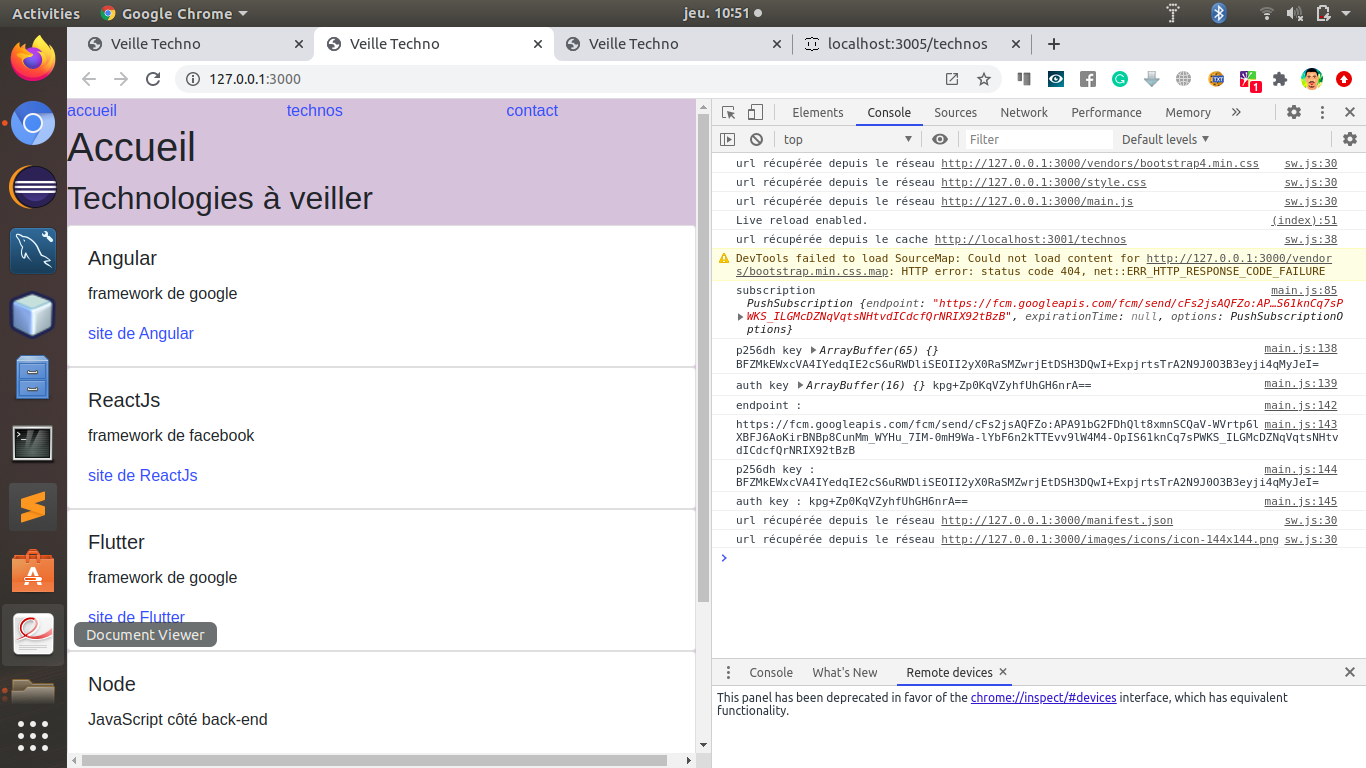 Activities
Google Chrome
jeu. 10:51
Veille Techno
Veille Techno
Veille Techno
localhost:3005/technos
127.0.0.1:3000
1
accueil
technos
contact
Accueil
Technologies à veiller
Angular
framework de google
site de Angular
ReactJs
framework de facebook
site de ReactJs
Flutter
framework de google
site de Flutter
Document Viewer
Node
JavaScript côté back-end
Elements Console Sources Network Performance Memory »
top
Filter
Default levels
url récupérée depuis le réseau http://127.0.0.1:3000/vendors/bootstrap4.min.css sw.js:30
url récupérée depuis le réseau http://127.0.0.1:3000/style.css sw.js:30
url récupérée depuis le réseau http://127.0.0.1:3000/main.js sw.js:30
Live reload enabled. (index):51
url récupérée depuis le cache http://localhost:3001/technos sw.js:38
DevTools failed to load SourceMap: Could not load content for http://127.0.0.1:3000/vendor
s/bootstrap.min.css.map: HTTP error: status code 404, net::ERR_HTTP_RESPONSE_CODE_FAILURE
subscription main.js:85
PushSubscription {endpoint: "https://fcm.googleapis.com/fcm/send/cFs2jsAQFZo:AP…S61knCq7sP
WKS_ILGMcDZNqVqtsNHtvdICdcfQrNRIX92tBzB", expirationTime: null, options: PushSubscriptionO
ptions}
p256dh key ArrayBuffer(65) {} main.js:138
BFZMkEWxcVA4IYedqIE2cS6uRWDliSEOII2yX0RaSMZwrjEtDSH3DQwI+ExpjrtsTrA2N9J0O3B3eyji4qMyJeI=
auth key ArrayBuffer(16) {} kpg+Zp0KqVZyhfUhGH6nrA== main.js:139
endpoint : main.js:142
https://fcm.googleapis.com/fcm/send/cFs2jsAQFZo:APA91bG2FDhQlt8xmnSCQaV-WVrtp6l main.js:143
XBFJ6AoKirBNBp8CunMm_WYHu_7IM-0mH9Wa-lYbF6n2kTTEvv9lW4M4-OpIS61knCq7sPWKS_ILGMcDZNqVqtsNHtv
dICdcfQrNRIX92tBzB
p256dh key : main.js:144
BFZMkEWxcVA4IYedqIE2cS6uRWDliSEOII2yX0RaSMZwrjEtDSH3DQwI+ExpjrtsTrA2N9J0O3B3eyji4qMyJeI=
auth key : kpg+Zp0KqVZyhfUhGH6nrA== main.js:145
url récupérée depuis le réseau http://127.0.0.1:3000/manifest.json sw.js:30
url récupérée depuis le réseau http://127.0.0.1:3000/images/icons/icon-144x144.png sw.js:30
Console What's New Remote devices
This panel has been deprecated in favor of the chrome://inspect/#devices interface, which has equivalent
functionality.